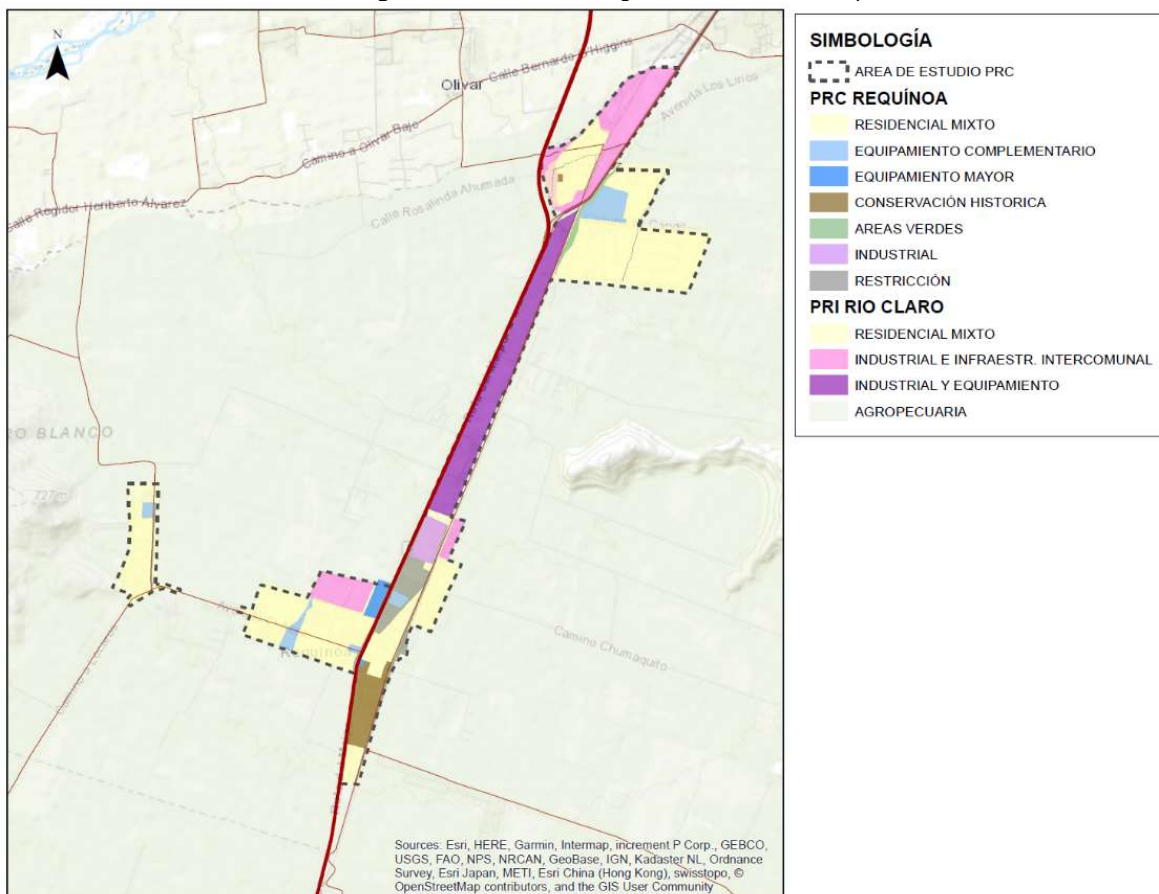 N
Olivar
Calle Bernardo O'Higgins
Avenida Los Lirios
Camino a Olivar Bajo
Calle Rosalinda Ahumada
Calle Regidor Heriberto Álvarez
RO BLANCO
727m
Requínoa
Camino Chumaquito
Sources: Esri, HERE, Garmin, Intermap, increment P Corp., GEBCO,
USGS, FAO, NPS, NRCAN, GeoBase, IGN, Kadaster NL, Ordnance
Survey, Esri Japan, METI, Esri China (Hong Kong), swisstopo, ©
OpenStreetMap contributors, and the GIS User Community
SIMBOLOGÍA
AREA DE ESTUDIO PRC
PRC REQUÍNOA
RESIDENCIAL MIXTO
EQUIPAMIENTO COMPLEMENTARIO
EQUIPAMIENTO MAYOR
CONSERVACIÓN HISTORICA
AREAS VERDES
INDUSTRIAL
RESTRICCIÓN
PRI RIO CLARO
RESIDENCIAL MIXTO
INDUSTRIAL E INFRAESTR. INTERCOMUNAL
INDUSTRIAL Y EQUIPAMIENTO
AGROPECUARIA